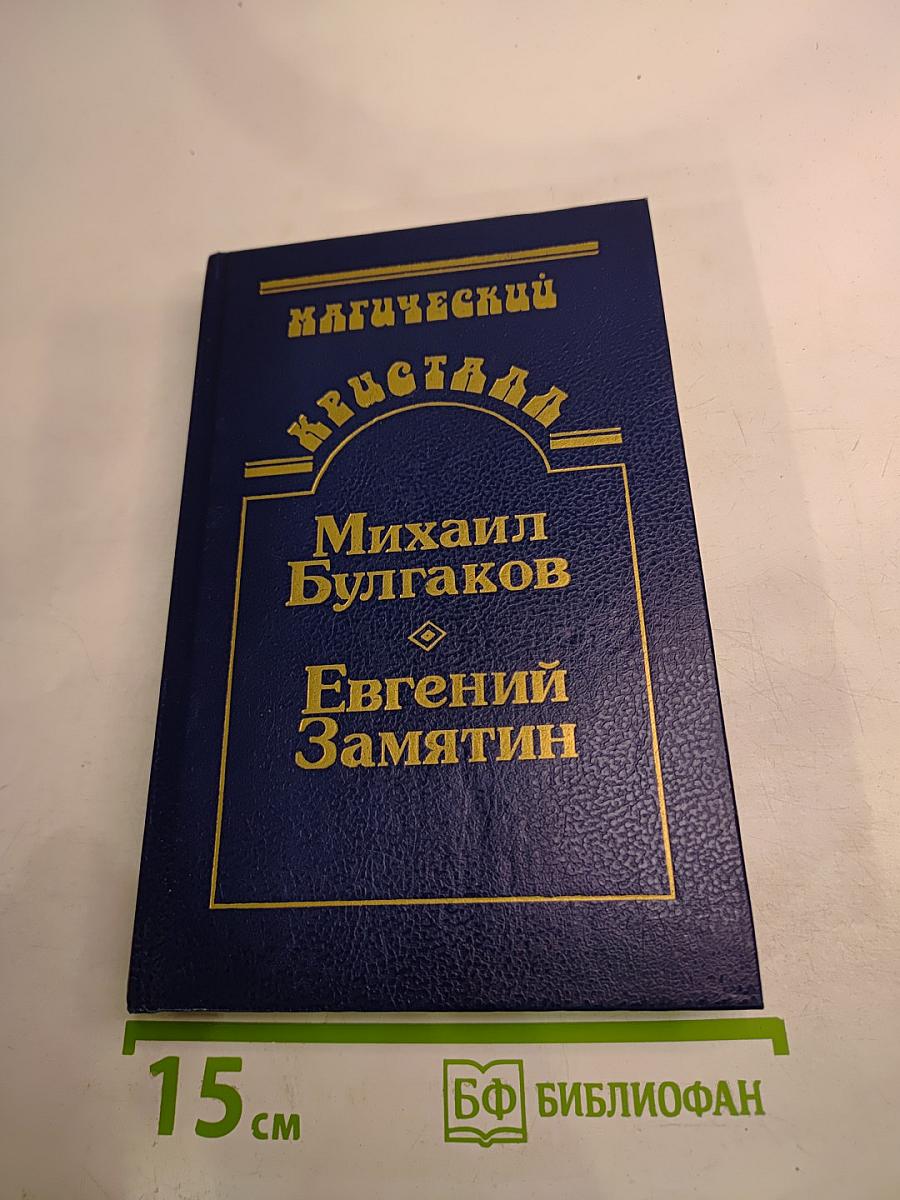 МАГИЧЕСКИЙ
КРИСТАЛЛ
Михаил
Булгаков
Евгений
Замятин
15 см
БФ БИБЛИОФАН